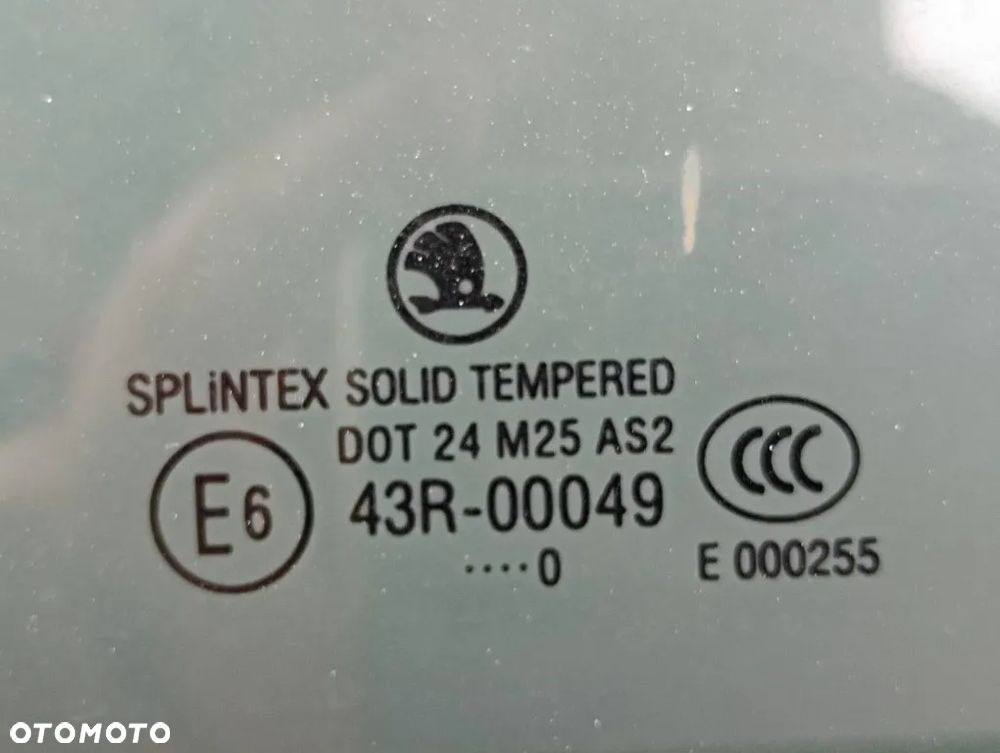 SPLiNTEX SOLID TEMPERED
DOT 24 M25 AS2
E6
43R-00049
····0
CCC
E 000255
OTOMOTO